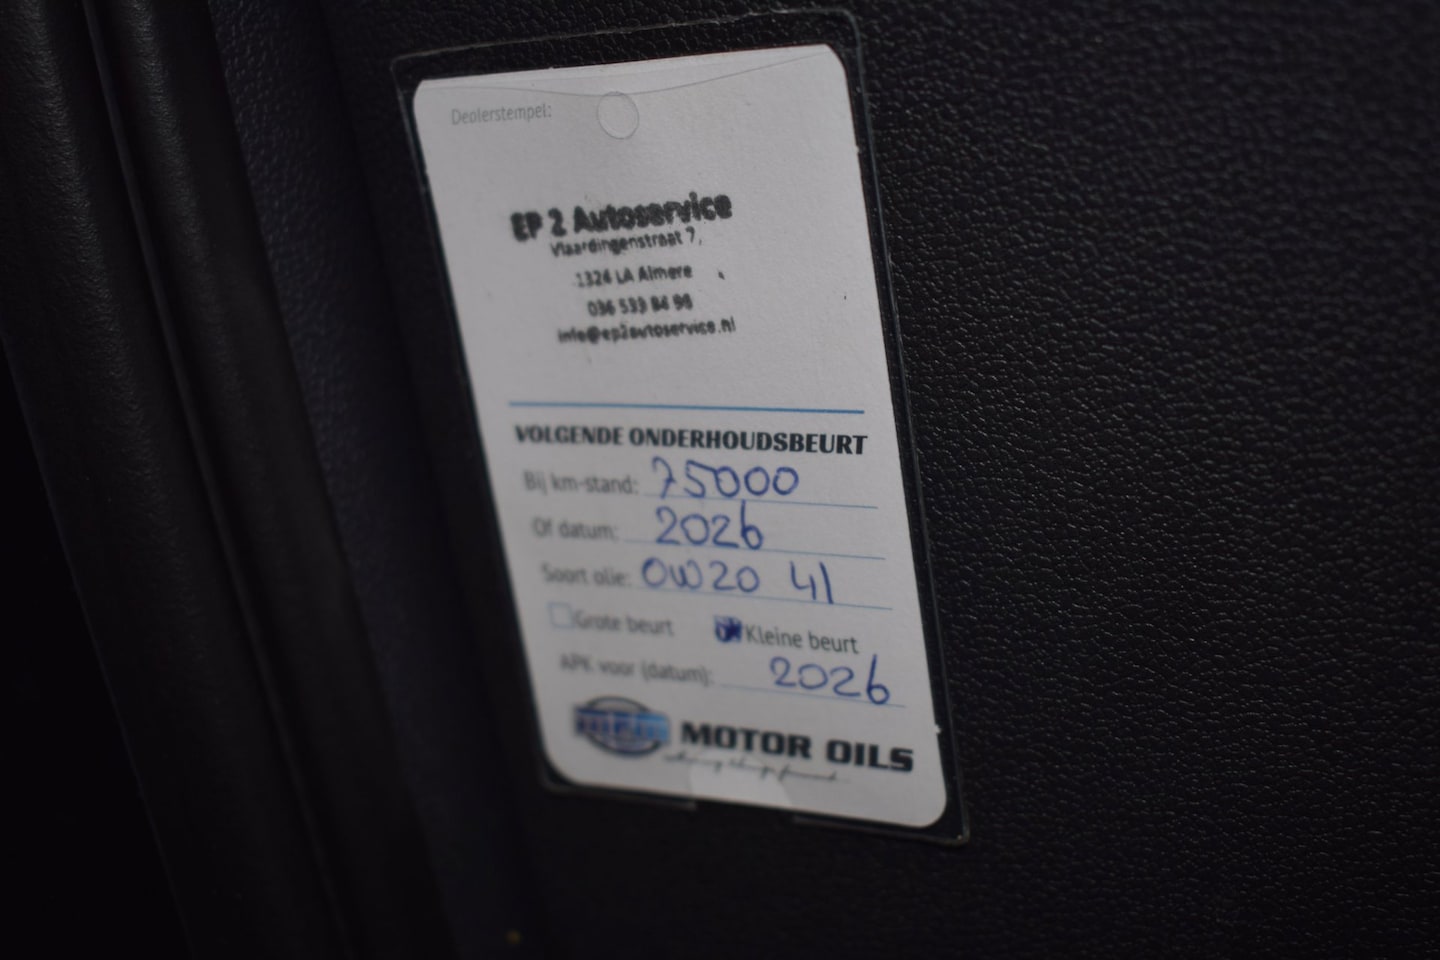 Dealerstempel:
EP 2 Autoservice
Vlaardingenstraat 7,
1324 LA Almere
036 533 84 98
info@ep2autoservice.nl
VOLGENDE ONDERHOUDSBEURT
Bij km-stand: 75000
Of datum: 2026
Soort olie: 0W20 4l
Grote beurt Kleine beurt
APK voor (datum): 2026
MPM MOTOR OILS